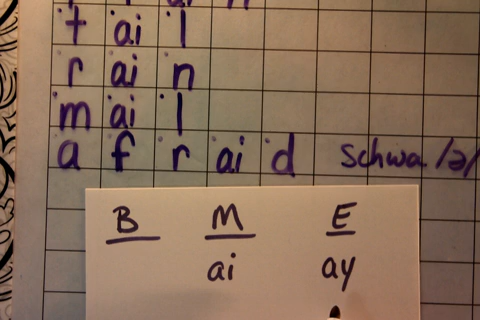 t ai l
r ai n
m ai l
a f r ai d schwa /ə/
B M E
ai ay